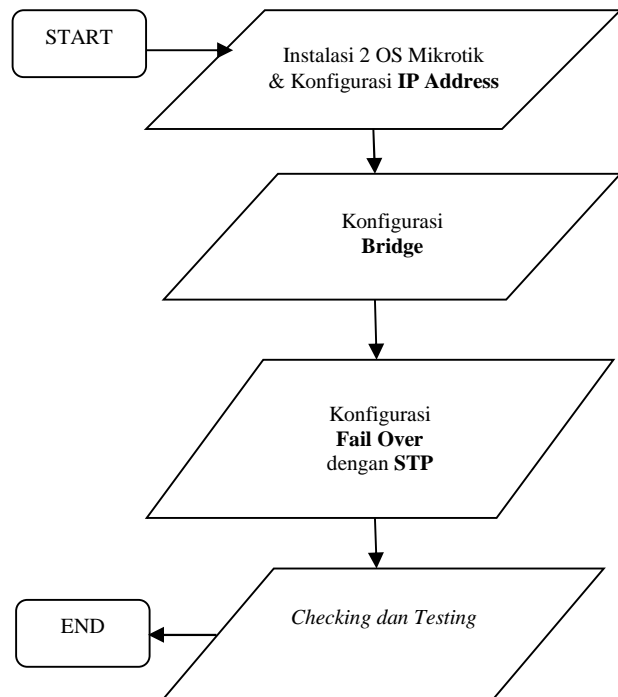 START
Instalasi 2 OS Mikrotik
& Konfigurasi IP Address
Konfigurasi
Bridge
Konfigurasi
Fail Over
dengan STP
Checking dan Testing
END